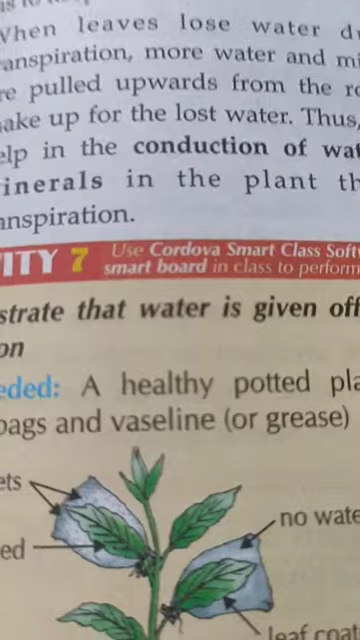 When leaves lose water
anspiration, more water and
re pulled upwards from the
ake up for the lost water. Thus,
elp in the conduction of wat
inerals in the plant th
anspiration.
ITY 7 Use Cordova Smart Class Soft
smart board in class to perform
strate that water is given off
on
eded: A healthy potted pla
bags and vaseline (or grease)
ets
no wate
ed
leaf coat